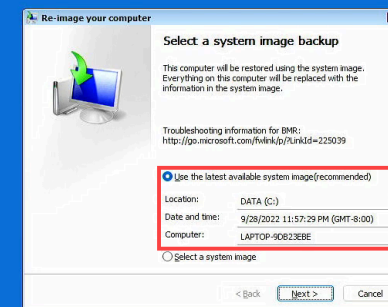 Re-image your computer
Select a system image backup
This computer will be restored using the system image.
Everything on this computer will be replaced with the
information in the system image.
Troubleshooting information for BMR:
http://go.microsoft.com/fwlink/p/?LinkId=225039
Use the latest available system image(recommended)
Location: DATA (C:)
Date and time: 9/28/2022 11:57:29 PM (GMT-8:00)
Computer: LAPTOP-9DB23EBE
Select a system image
< Back Next > Cancel